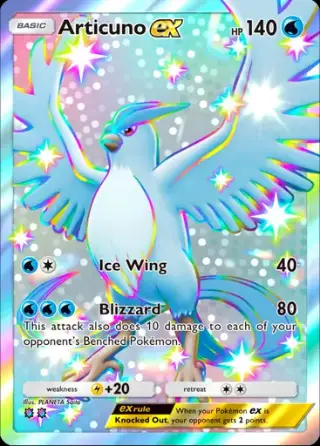 BASIC Articuno ex HP 140
Ice Wing 40
Blizzard 80
This attack also does 10 damage to each of your
opponent's Benched Pokémon.
weakness +20 retreat
Illus. PLANETA Saito
ex rule When your Pokémon ex is
Knocked Out, your opponent gets 2 points.